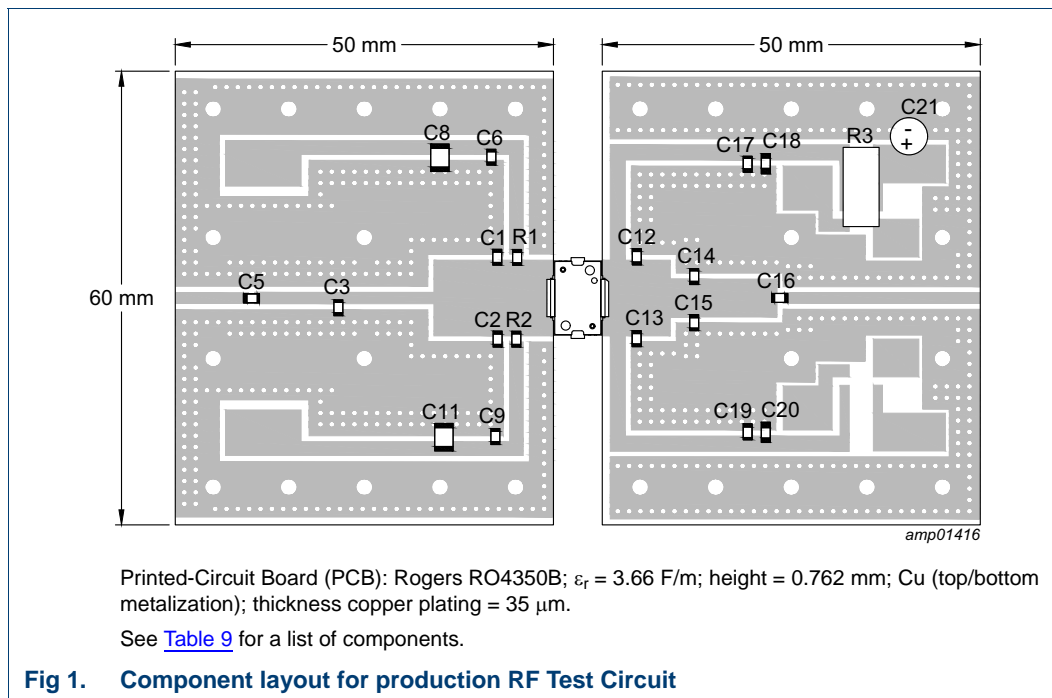 50 mm
50 mm
60 mm
C8
C6
C1 R1
C5
C3
C2 R2
C11
C9
C21
R3
C17 C18
C12
C14
C16
C15
C13
C19 C20
-
+
amp01416
Printed-Circuit Board (PCB): Rogers RO4350B; εr = 3.66 F/m; height = 0.762 mm; Cu (top/bottom
metalization); thickness copper plating = 35 μm.
See Table 9 for a list of components.
Fig 1. Component layout for production RF Test Circuit